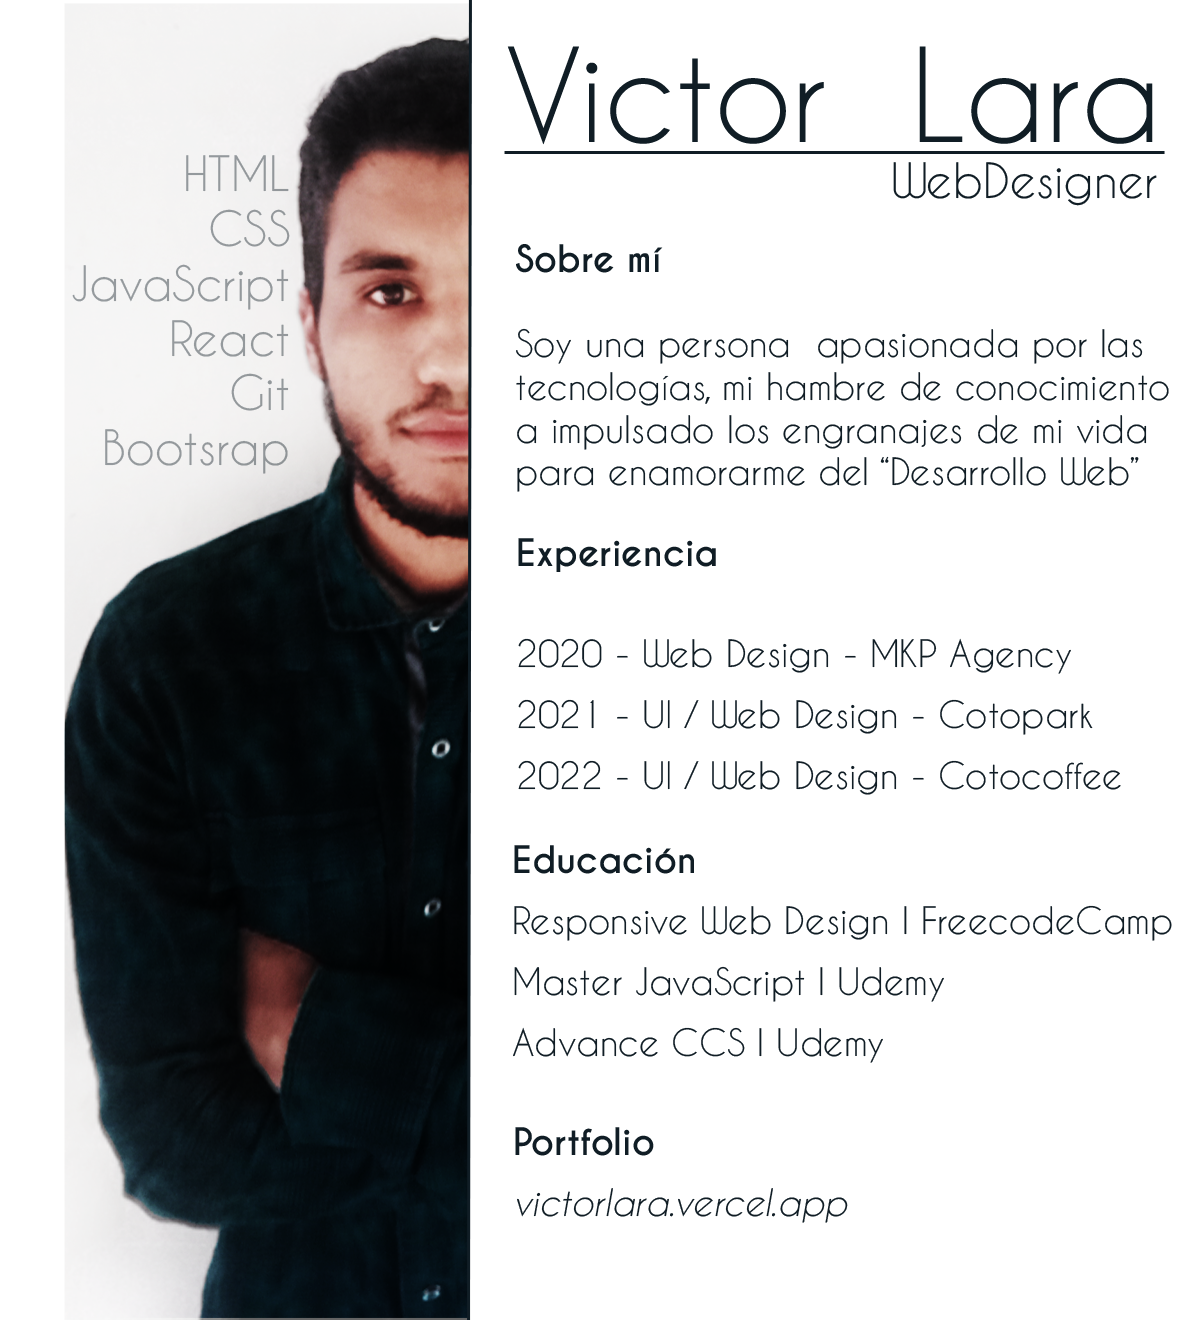 HTML
CSS
JavaScript
React
Git
Bootsrap
Victor Lara
WebDesigner
Sobre mí
Soy una persona apasionada por las
tecnologías, mi hambre de conocimiento
a impulsado los engranajes de mi vida
para enamorarme del “Desarrollo Web”
Experiencia
2020 - Web Design - MKP Agency
2021 - UI / Web Design - Cotopark
2022 - UI / Web Design - Cotocoffee
Educación
Responsive Web Design | FreecodeCamp
Master JavaScript | Udemy
Advance CCS | Udemy
Portfolio
victorlara.vercel.app